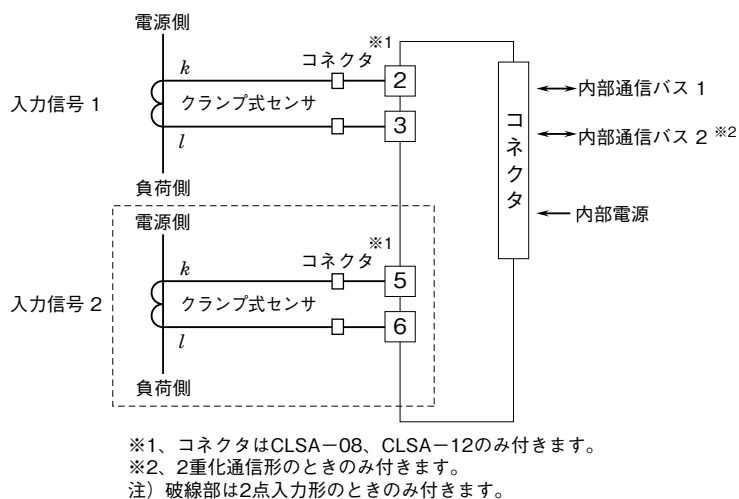 電源側
※1
k
コネクタ
2
入力信号 1
クランプ式センサ
3
l
負荷側
電源側
※1
k
コネクタ
5
入力信号 2
クランプ式センサ
6
l
負荷側
コネクタ
内部通信バス 1
内部通信バス 2 ※2
内部電源
※1、コネクタはCLSA−08、CLSA−12のみ付きます。
※2、2重化通信形のときのみ付きます。
注）破線部は2点入力形のときのみ付きます。